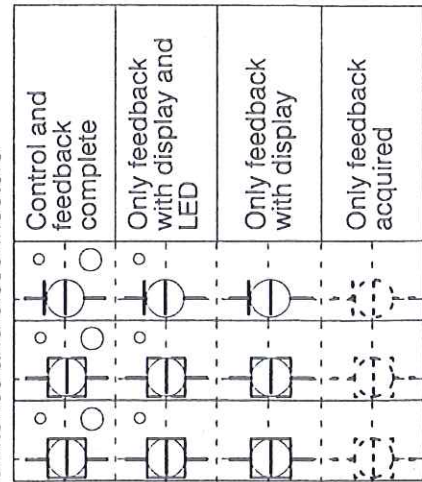 Control and
feedback
complete
Only feedback
with display and
LED
Only feedback
with display
Only feedback
acquired